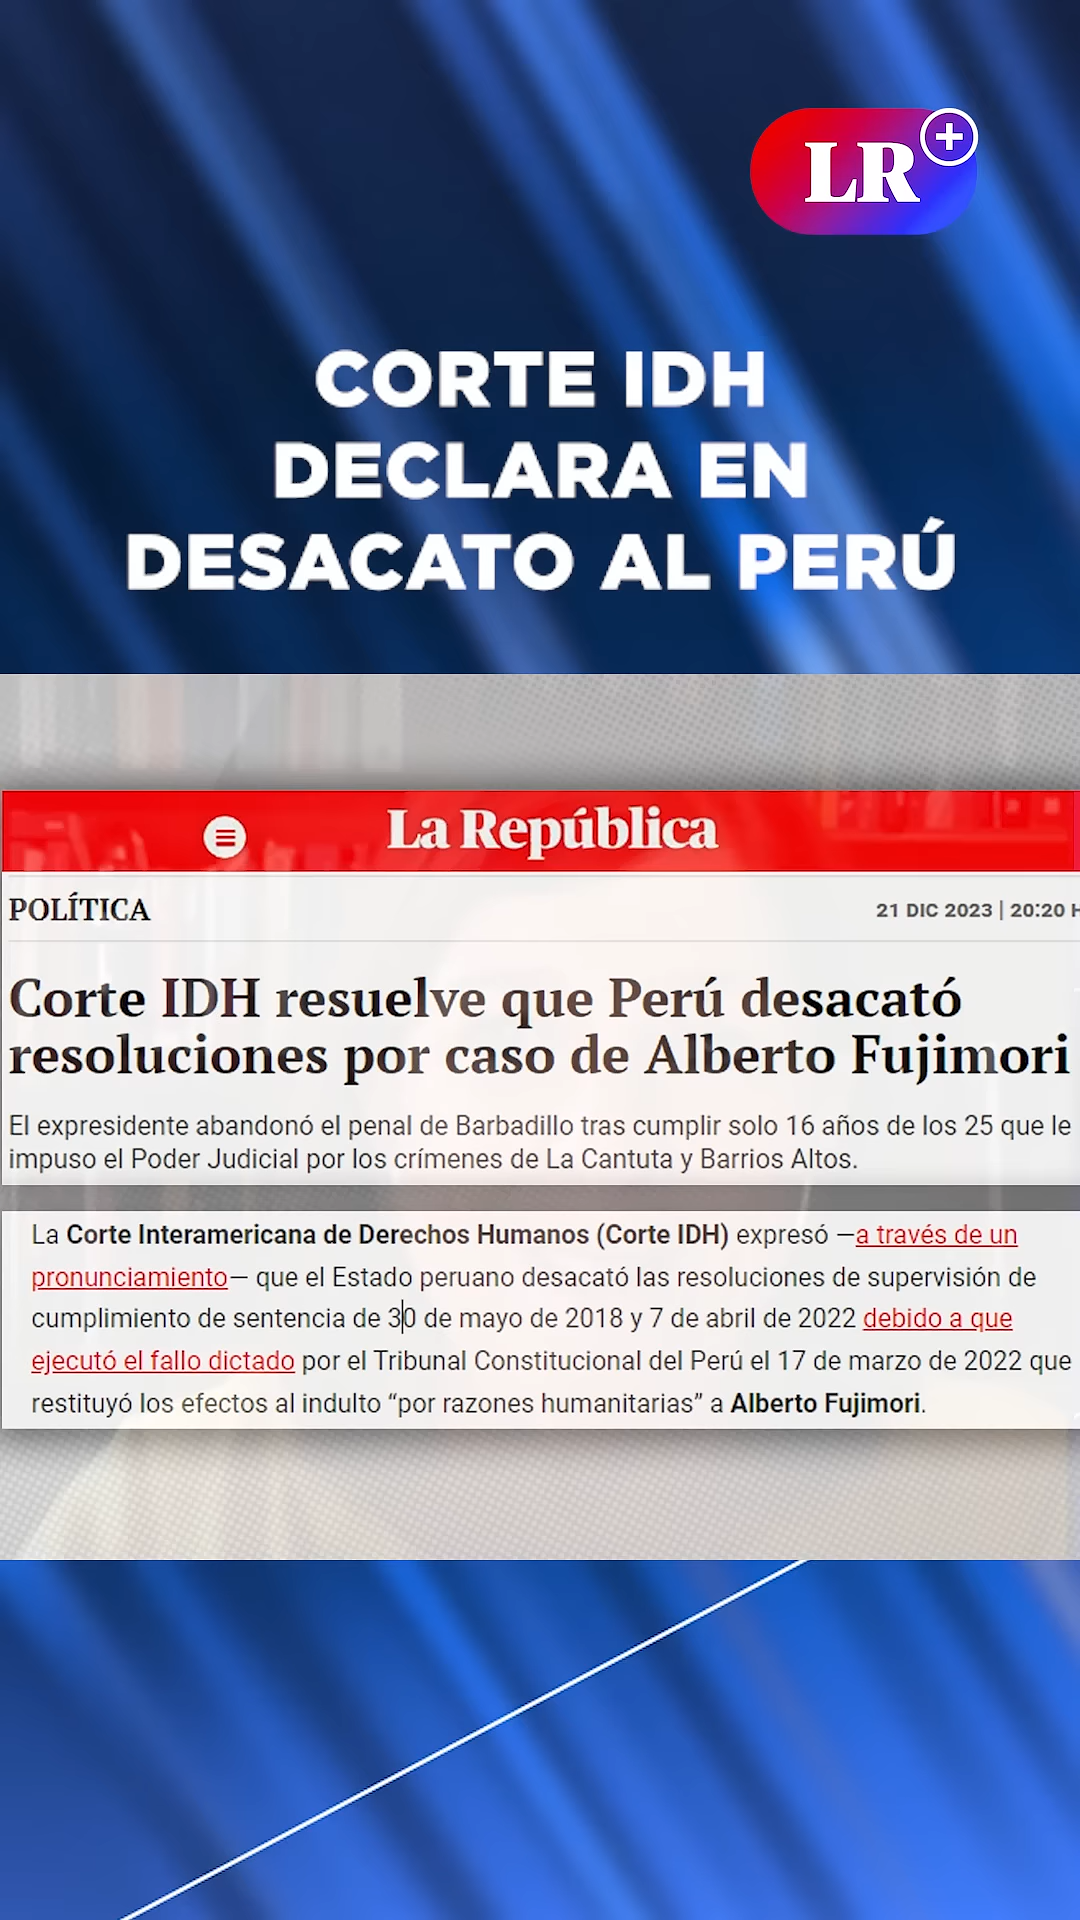 LR+
CORTE IDH
DECLARA EN
DESACATO AL PERÚ
La República
POLÍTICA
21 DIC 2023 | 20:20 H
Corte IDH resuelve que Perú desacató
resoluciones por caso de Alberto Fujimori
El expresidente abandonó el penal de Barbadillo tras cumplir solo 16 años de los 25 que le
impuso el Poder Judicial por los crímenes de La Cantuta y Barrios Altos.
La Corte Interamericana de Derechos Humanos (Corte IDH) expresó —a través de un
pronunciamiento— que el Estado peruano desacató las resoluciones de supervisión de
cumplimiento de sentencia de 30 de mayo de 2018 y 7 de abril de 2022 debido a que
ejecutó el fallo dictado por el Tribunal Constitucional del Perú el 17 de marzo de 2022 que
restituyó los efectos al indulto “por razones humanitarias” a Alberto Fujimori.